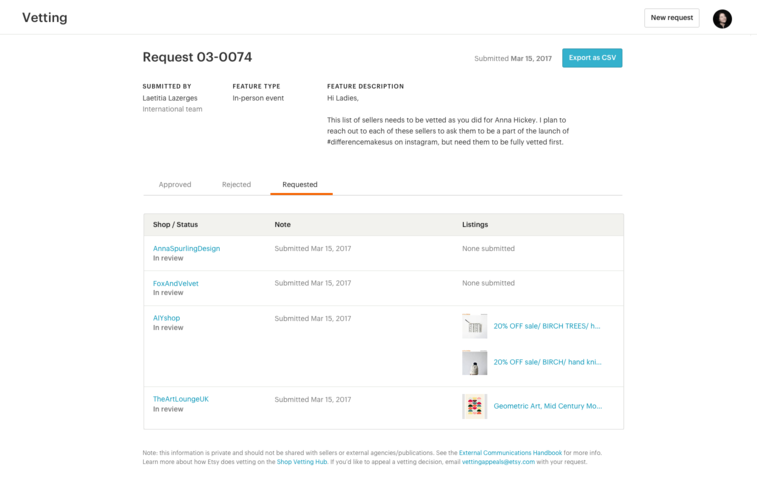 Vetting
New request
Request 03-0074
Submitted Mar 15, 2017
Export as CSV
SUBMITTED BY
Laetitia Lazerges
International team
FEATURE TYPE
In-person event
FEATURE DESCRIPTION
Hi Ladies,
This list of sellers needs to be vetted as you did for Anna Hickey. I plan to
reach out to each of these sellers to ask them to be a part of the launch of
#differencemakesus on instagram, but need them to be fully vetted first.
Approved
Rejected
Requested
Shop / Status
Note
Listings
AnnaSpurlingDesign
In review
Submitted Mar 15, 2017
None submitted
FoxAndVelvet
In review
Submitted Mar 15, 2017
None submitted
AIYshop
In review
Submitted Mar 15, 2017
20% OFF sale/ BIRCH TREES/ h...
20% OFF sale/ BIRCH/ hand kni...
TheArtLoungeUK
In review
Submitted Mar 15, 2017
Geometric Art, Mid Century Mo...
Note: this information is private and should not be shared with sellers or external agencies/publications. See the External Communications Handbook for more info.
Learn more about how Etsy does vetting on the Shop Vetting Hub. If you'd like to appeal a vetting decision, email vettingappeals@etsy.com with your request.